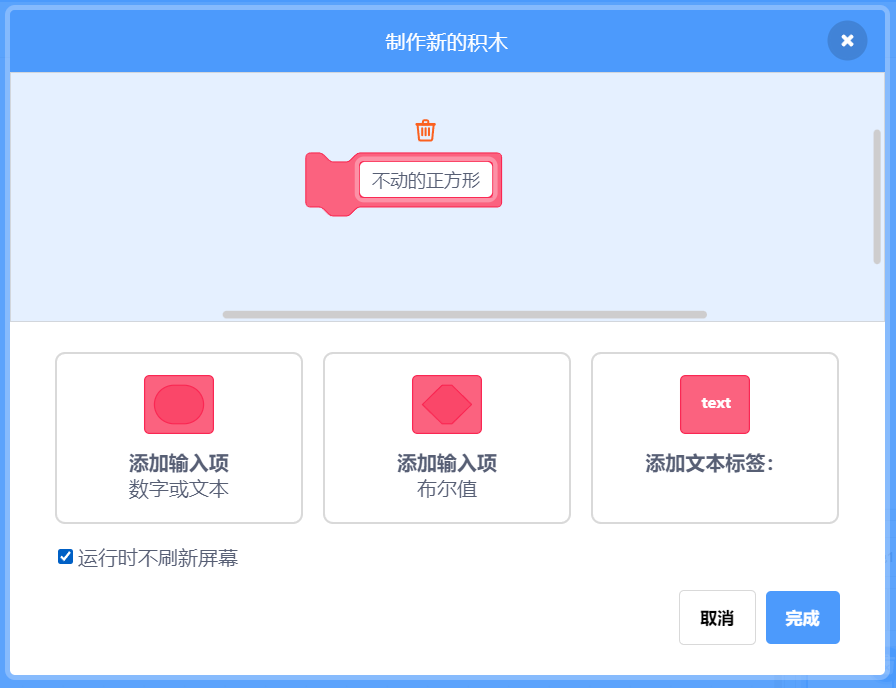 制作新的积木
不动的正方形
text
添加输入项
数字或文本
添加输入项
布尔值
添加文本标签：
运行时不刷新屏幕
取消
完成